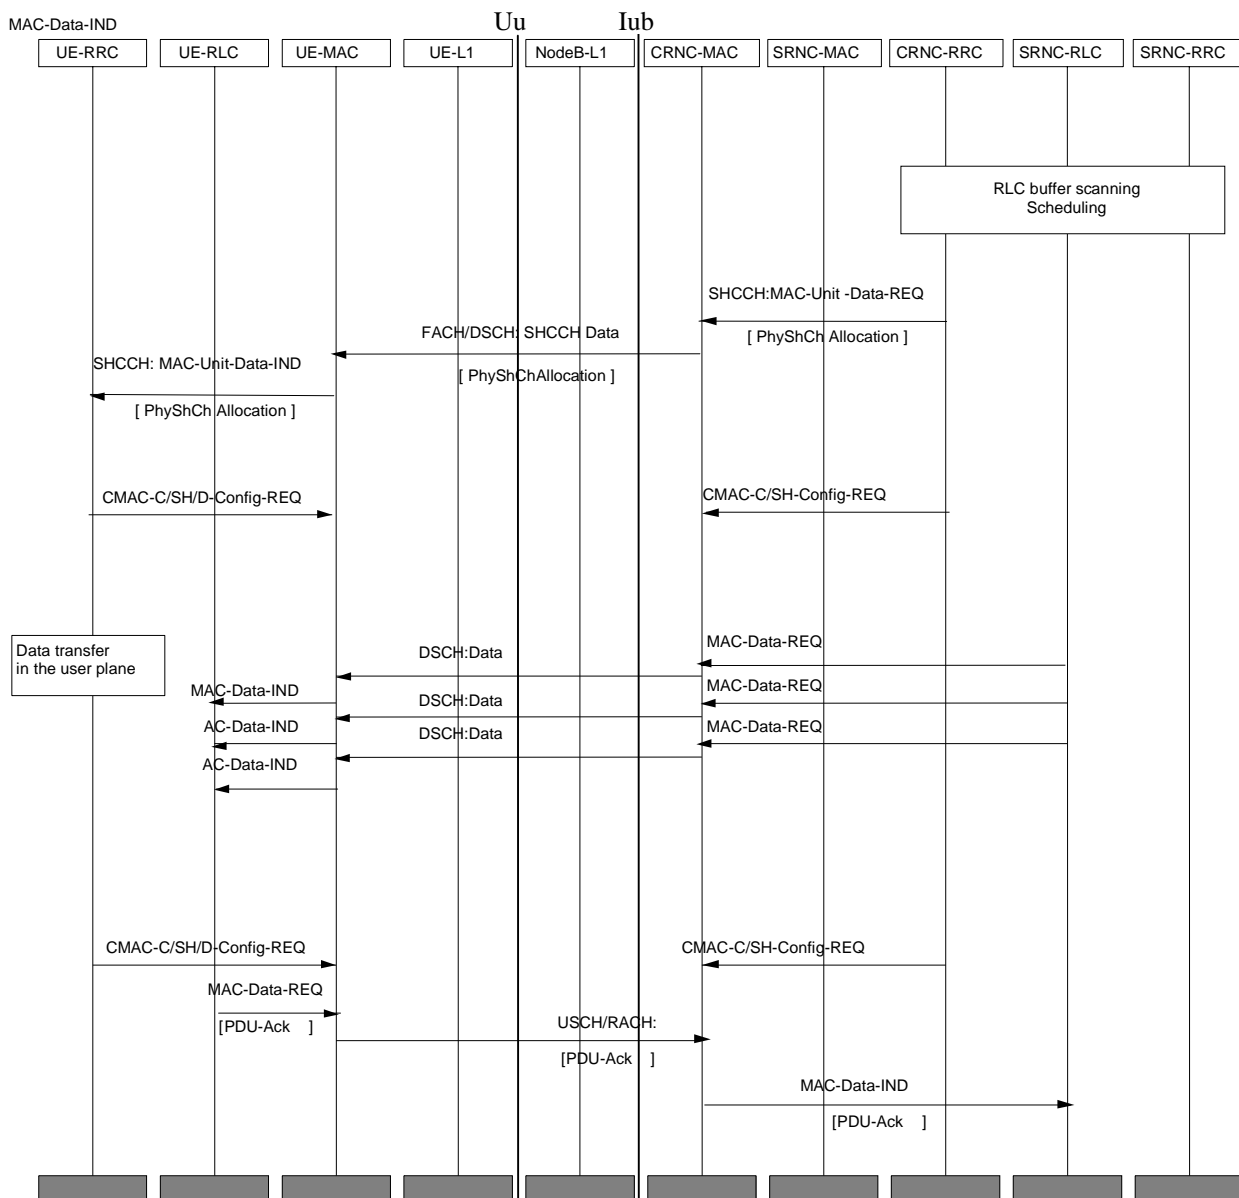 Uu Iub
MAC-Data-IND
UE-RRC UE-RLC UE-MAC UE-L1 NodeB-L1 CRNC-MAC SRNC-MAC CRNC-RRC SRNC-RLC SRNC-RRC
RLC buffer scanning
Scheduling
SHCCH:MAC-Unit -Data-REQ
FACH/DSCH: SHCCH Data
[ PhyShCh Allocation ]
SHCCH: MAC-Unit-Data-IND
[ PhyShChAllocation ]
[ PhyShCh Allocation ]
CMAC-C/SH/D-Config-REQ CMAC-C/SH-Config-REQ
Data transfer
in the user plane
MAC-Data-REQ
DSCH:Data
MAC-Data-IND
MAC-Data-REQ
DSCH:Data
AC-Data-IND
MAC-Data-REQ
DSCH:Data
AC-Data-IND
CMAC-C/SH/D-Config-REQ CMAC-C/SH-Config-REQ
MAC-Data-REQ
[PDU-Ack ]
USCH/RACH:
[PDU-Ack ]
MAC-Data-IND
[PDU-Ack ]